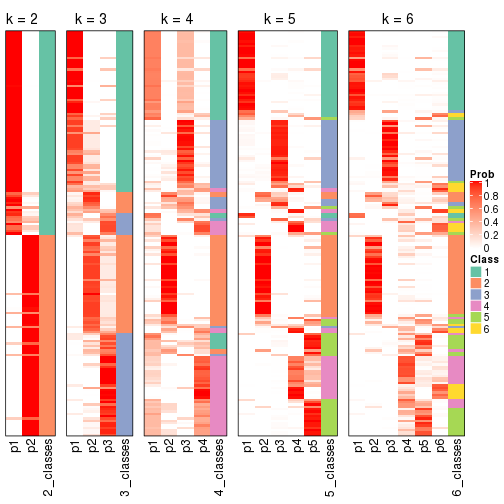 k = 2
k = 3
k = 4
k = 5
k = 6
Prob
1
0.8
0.6
0.4
0.2
0
Class
1
2
3
4
5
6
p1
p2
2_classes
p1
p2
p3
3_classes
p1
p2
p3
p4
4_classes
p1
p2
p3
p4
p5
5_classes
p1
p2
p3
p4
p5
p6
6_classes